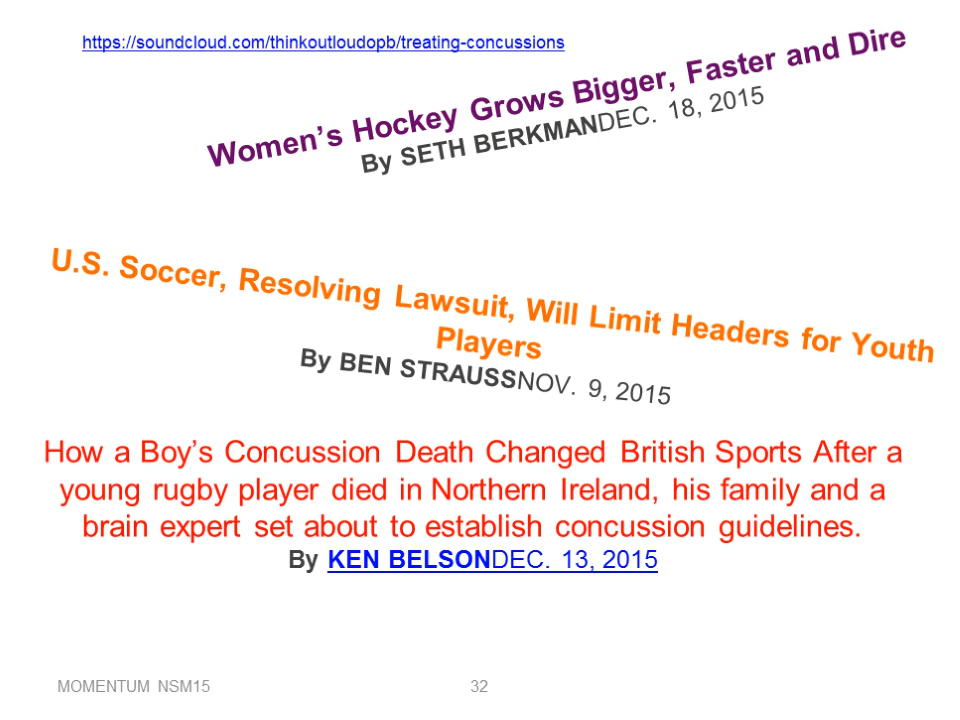 https://soundcloud.com/thinkoutloudopb/treating-concussions
Women’s Hockey Grows Bigger, Faster and Dire
By SETH BERKMANDEC. 18, 2015
U.S. Soccer, Resolving Lawsuit, Will Limit Headers for Youth
Players
By BEN STRAUSSNOV. 9, 2015
How a Boy’s Concussion Death Changed British Sports After a
young rugby player died in Northern Ireland, his family and a
brain expert set about to establish concussion guidelines.
By KEN BELSONDEC. 13, 2015
MOMENTUM NSM15
32